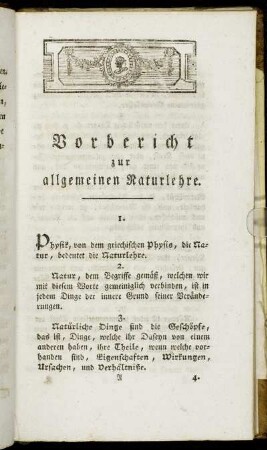 Vorbericht
zur
allgemeinen Naturlehre.
1.
Physik, von dem griechischen Physis, die Na-
tur, bedeutet die Naturlehre.
2.
Natur, dem Begriffe gemäß, welchen wir
mit diesem Worte gemeiniglich verbinden, ist in
jedem Dinge der innere Grund seiner Verände-
rungen.
3.
Natürliche Dinge sind die Geschöpfe,
das ist, Dinge, welche ihr Daseyn von einem
anderen haben, ihre Theile, wenn welche vor-
handen sind, Eigenschaften, Wirkungen,
Ursachen, und Verhältniße.
A 4.